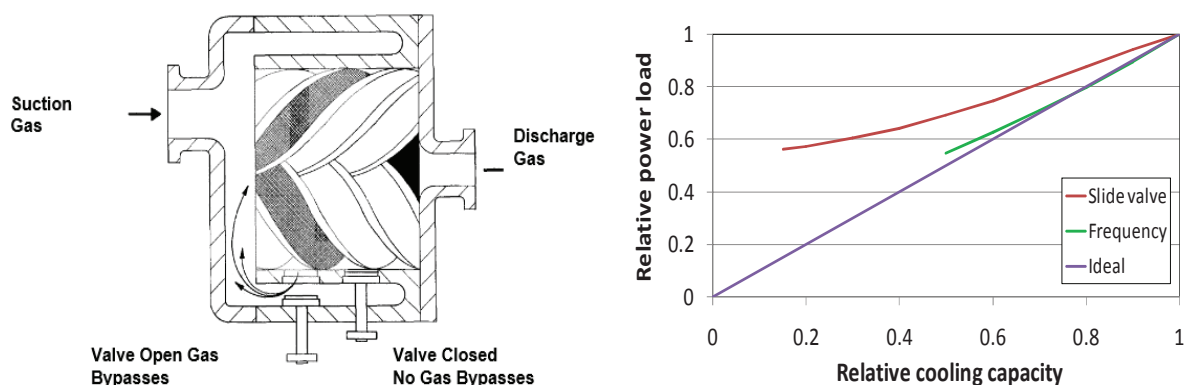 Suction
Gas
Discharge
Gas
Valve Open Gas
Bypasses
Valve Closed
No Gas Bypasses
Relative power load
1
0.8
0.6
0.4
0.2
0
0
0.2
0.4
0.6
0.8
1
Slide valve
Frequency
Ideal
Relative cooling capacity